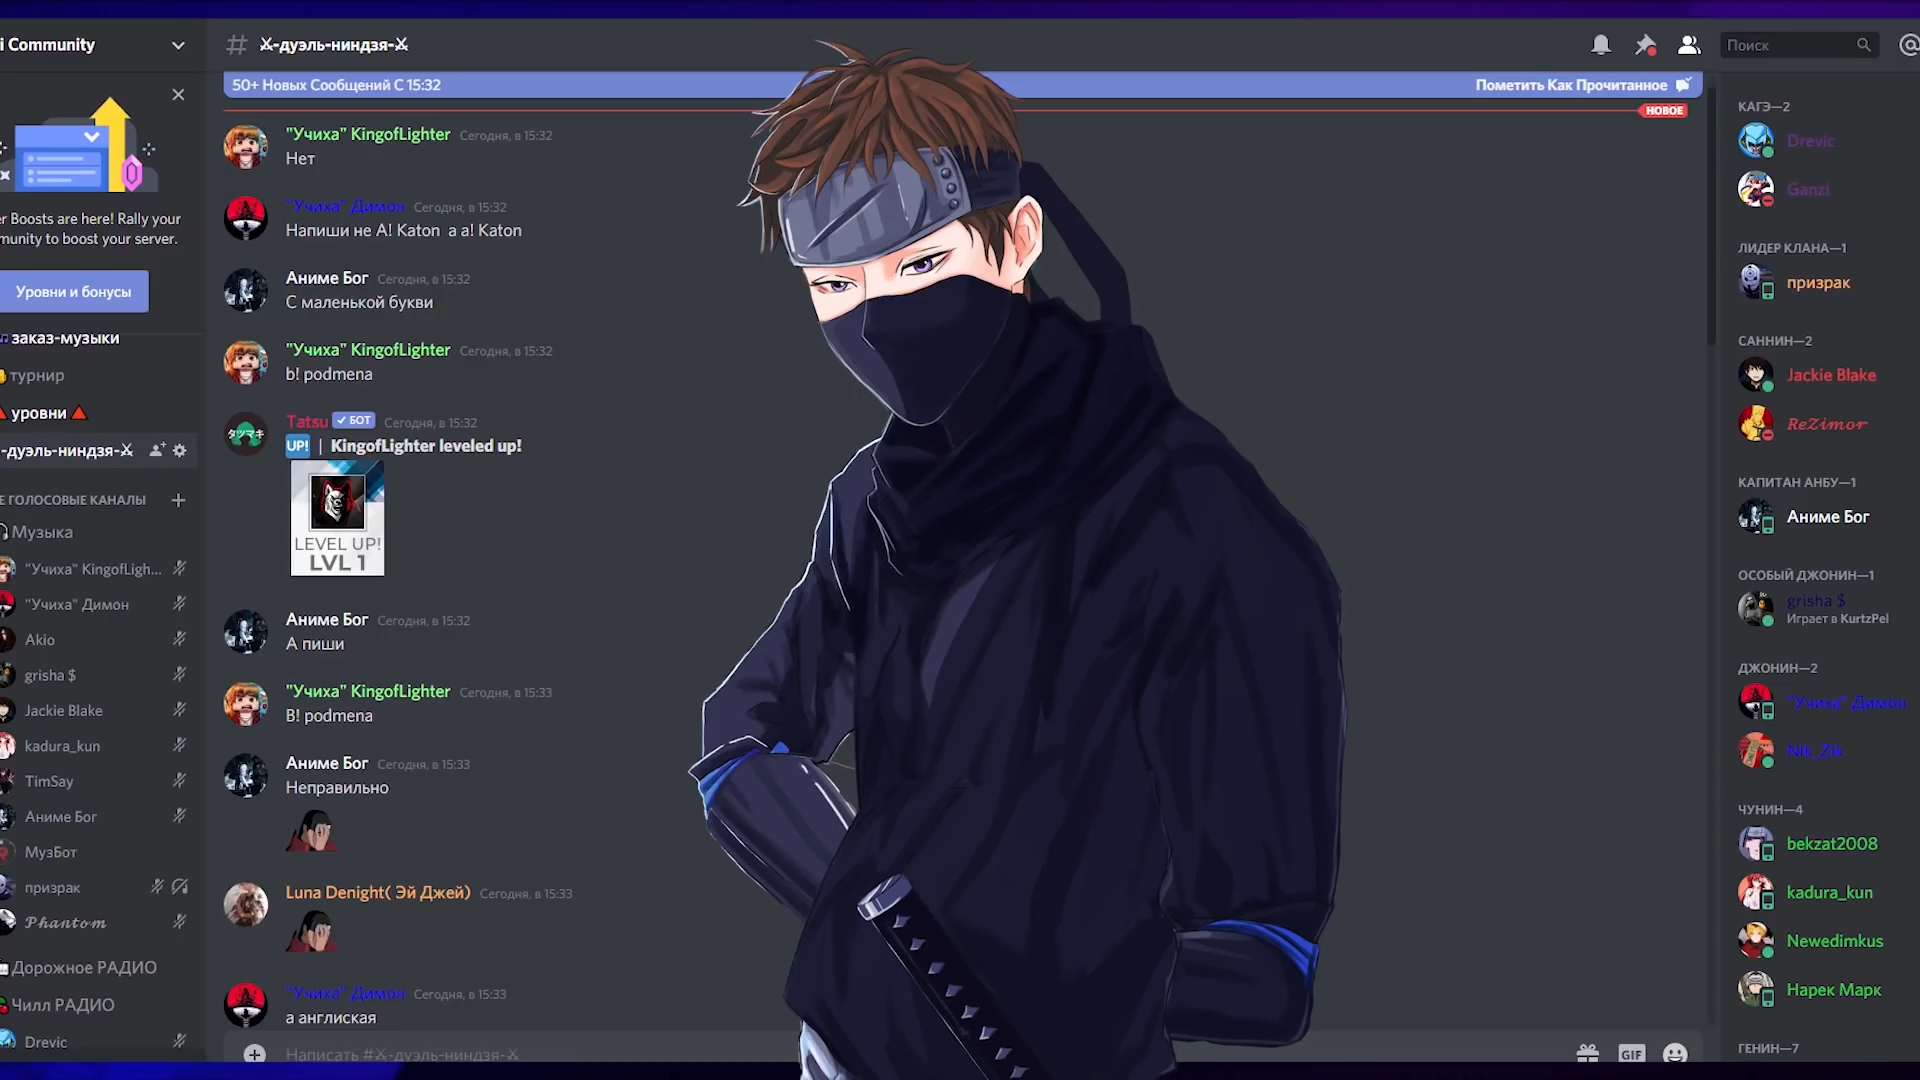 i Community
⚔-дуэль-ниндзя-⚔
Поиск
50+ Новых Сообщений С 15:32
Пометить Как Прочитанное
НОВОЕ
er Boosts are here! Rally your
munity to boost your server.
Уровни и бонусы
заказ-музыки
турнир
уровни
-дуэль-ниндзя-⚔
Е ГОЛОСОВЫЕ КАНАЛЫ
Музыка
"Учиха" KingofLigh...
"Учиха" Димон
Akio
grisha $
Jackie Blake
kadura_kun
TimSay
Аниме Бог
МузБот
призрак
Phantom
Дорожное РАДИО
Чилл РАДИО
Drevic
"Учиха" KingofLighter Сегодня, в 15:32
Нет
"Учиха" Димон Сегодня, в 15:32
Напиши не А! Katon а а! Katon
Аниме Бог Сегодня, в 15:32
С маленькой букви
"Учиха" KingofLighter Сегодня, в 15:32
b! podmena
タツマキ
Tatsu БОТ Сегодня, в 15:32
UP! | KingofLighter leveled up!
LEVEL UP!
LVL 1
Аниме Бог Сегодня, в 15:32
А пиши
"Учиха" KingofLighter Сегодня, в 15:33
B! podmena
Аниме Бог Сегодня, в 15:33
Неправильно
Luna Denight( Эй Джей) Сегодня, в 15:33
"Учиха" Димон Сегодня, в 15:33
а англиская
Написать #⚔-дуэль-ниндзя-⚔
GIF
КАГЭ—2
Drevic
Ganzi
ЛИДЕР КЛАНА—1
призрак
САННИН—2
Jackie Blake
ReZimor
КАПИТАН АНБУ—1
Аниме Бог
ОСОБЫЙ ДЖОНИН—1
grisha $
Играет в KurtzPel
ДЖОНИН—2
"Учиха" Димон
Nik_Zik
ЧУНИН—4
bekzat2008
kadura_kun
Newedimkus
Нарек Марк
ГЕНИН—7